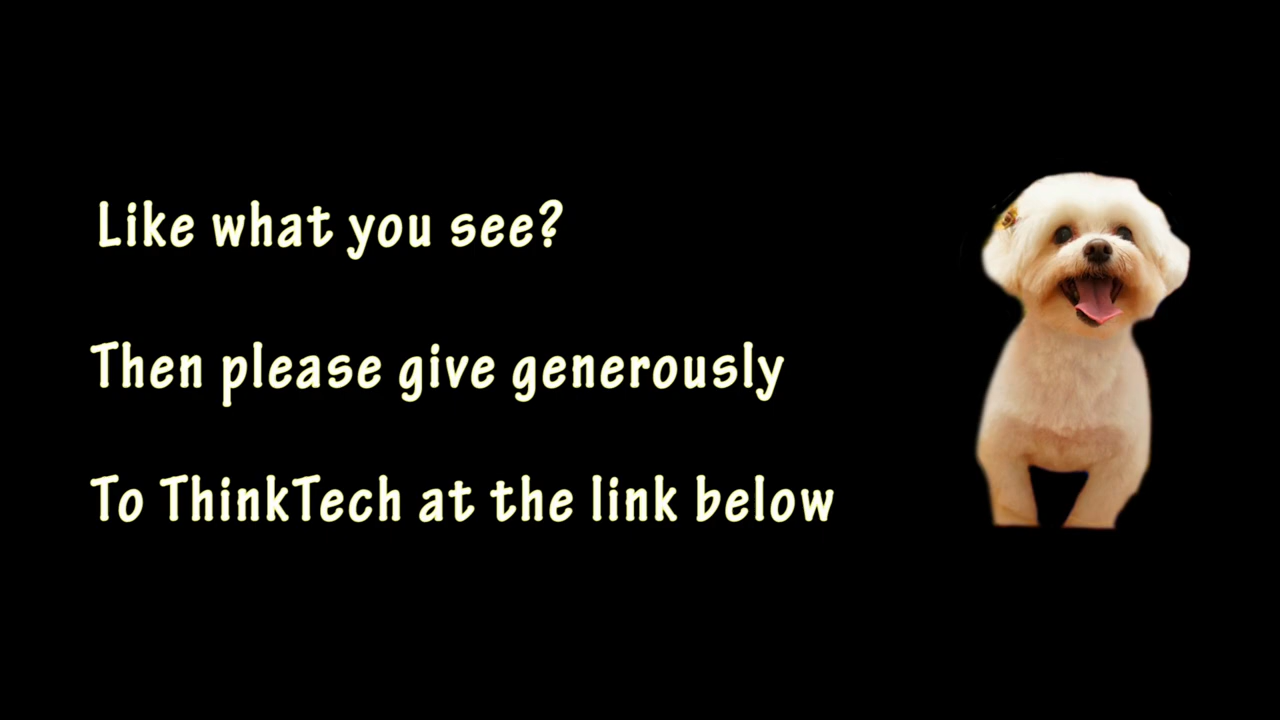 Like what you see?
Then please give generously
To ThinkTech at the link below